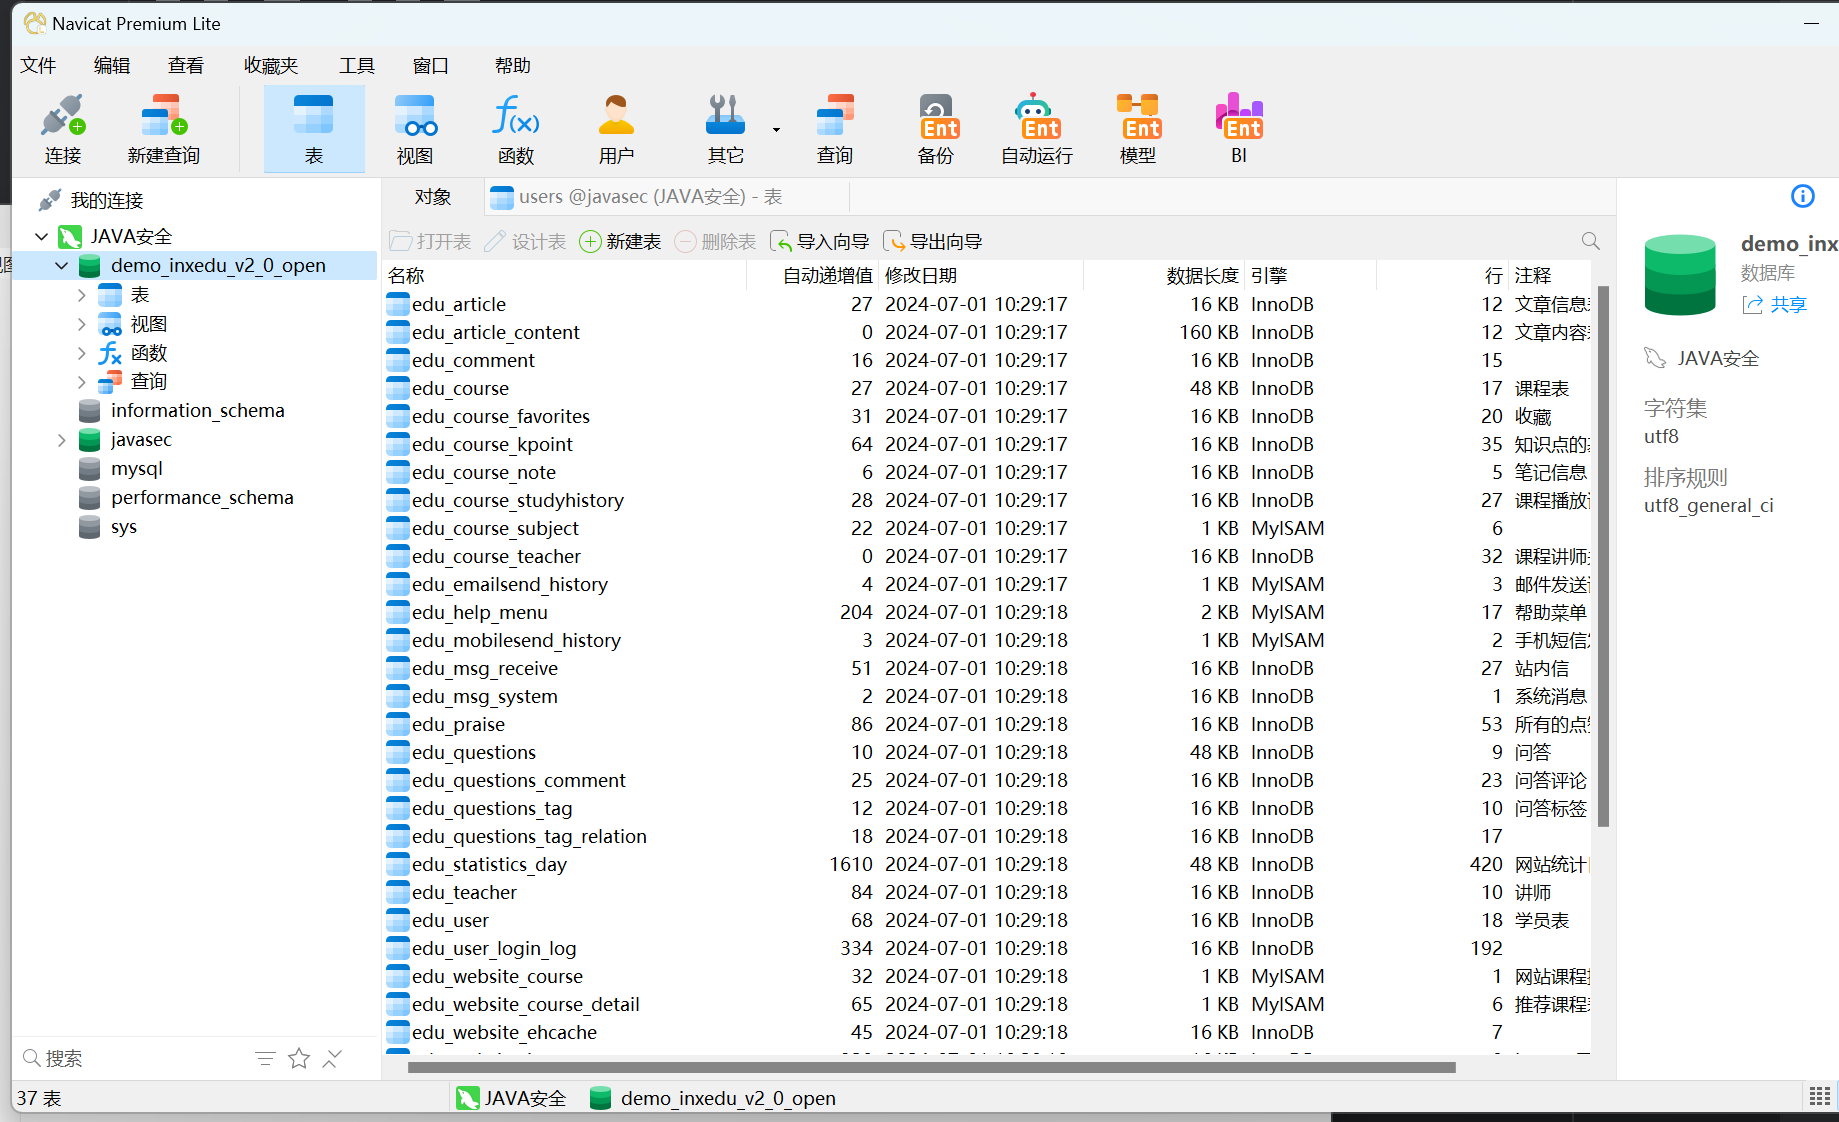 Navicat Premium Lite
文件 编辑 查看 收藏夹 工具 窗口 帮助
Ent Ent Ent Ent
连接 新建查询 表 视图 函数 用户 其它 查询 备份 自动运行 模型 BI
我的连接
JAVA安全
demo_inxedu_v2_0_open
表
视图
函数
查询
information_schema
javasec
mysql
performance_schema
sys
搜索
对象 users @javasec (JAVA安全) - 表
打开表 设计表 新建表 删除表 导入向导 导出向导
名称 自动递增值 修改日期 数据长度 引擎 行 注释
edu_article 27 2024-07-01 10:29:17 16 KB InnoDB 12 文章信息
edu_article_content 0 2024-07-01 10:29:17 160 KB InnoDB 12 文章内容
edu_comment 16 2024-07-01 10:29:17 16 KB InnoDB 15
edu_course 27 2024-07-01 10:29:17 48 KB InnoDB 17 课程表
edu_course_favorites 31 2024-07-01 10:29:17 16 KB InnoDB 20 收藏
edu_course_kpoint 64 2024-07-01 10:29:17 16 KB InnoDB 35 知识点的
edu_course_note 6 2024-07-01 10:29:17 16 KB InnoDB 5 笔记信息
edu_course_studyhistory 28 2024-07-01 10:29:17 16 KB InnoDB 27 课程播放
edu_course_subject 22 2024-07-01 10:29:17 1 KB MyISAM 6
edu_course_teacher 0 2024-07-01 10:29:17 16 KB InnoDB 32 课程讲师
edu_emailsend_history 4 2024-07-01 10:29:17 1 KB MyISAM 3 邮件发送
edu_help_menu 204 2024-07-01 10:29:18 2 KB MyISAM 17 帮助菜单
edu_mobilesend_history 3 2024-07-01 10:29:18 1 KB MyISAM 2 手机短信
edu_msg_receive 51 2024-07-01 10:29:18 16 KB InnoDB 27 站内信
edu_msg_system 2 2024-07-01 10:29:18 16 KB InnoDB 1 系统消息
edu_praise 86 2024-07-01 10:29:18 16 KB InnoDB 53 所有的点
edu_questions 10 2024-07-01 10:29:18 48 KB InnoDB 9 问答
edu_questions_comment 25 2024-07-01 10:29:18 16 KB InnoDB 23 问答评论
edu_questions_tag 12 2024-07-01 10:29:18 16 KB InnoDB 10 问答标签
edu_questions_tag_relation 18 2024-07-01 10:29:18 16 KB InnoDB 17
edu_statistics_day 1610 2024-07-01 10:29:18 48 KB InnoDB 420 网站统计
edu_teacher 84 2024-07-01 10:29:18 16 KB InnoDB 10 讲师
edu_user 68 2024-07-01 10:29:18 16 KB InnoDB 18 学员表
edu_user_login_log 334 2024-07-01 10:29:18 16 KB InnoDB 192
edu_website_course 32 2024-07-01 10:29:18 1 KB MyISAM 1 网站课程
edu_website_course_detail 65 2024-07-01 10:29:18 1 KB MyISAM 6 推荐课程
edu_website_ehcache 45 2024-07-01 10:29:18 16 KB InnoDB 7
demo_inx
数据库
共享
JAVA安全
字符集
utf8
排序规则
utf8_general_ci
37 表 JAVA安全 demo_inxedu_v2_0_open